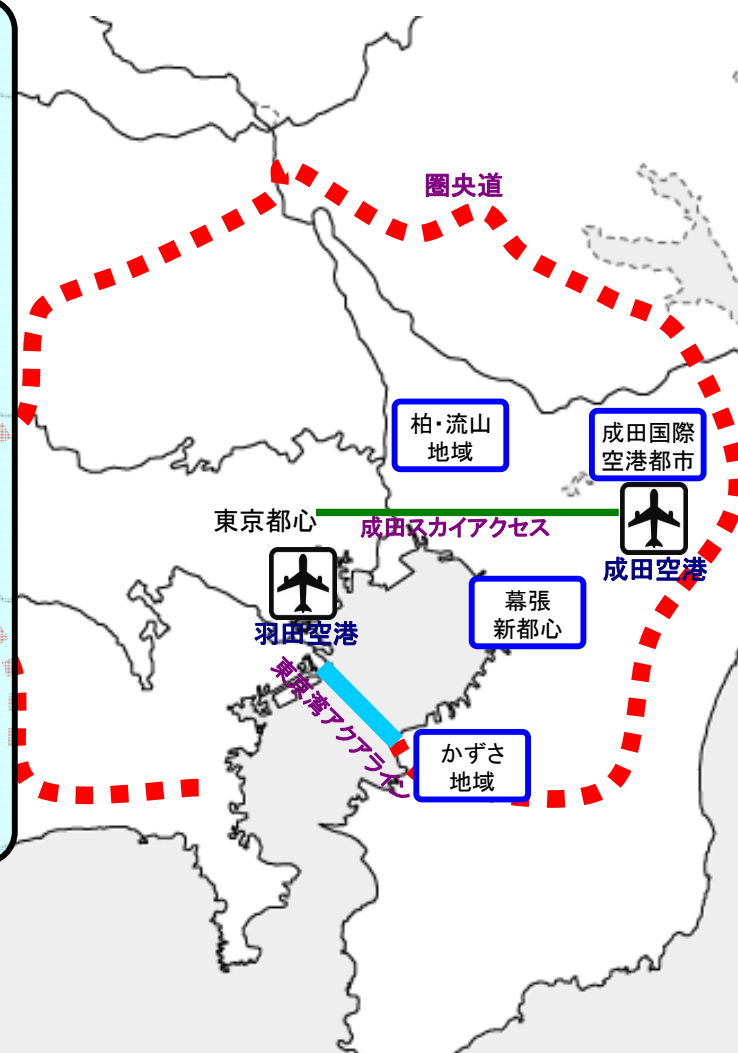 圏央道
柏・流山
地域
成田国際
空港都市
東京都心
成田スカイアクセス
成田空港
羽田空港
幕張
新都心
東京湾アクアライン
かずさ
地域